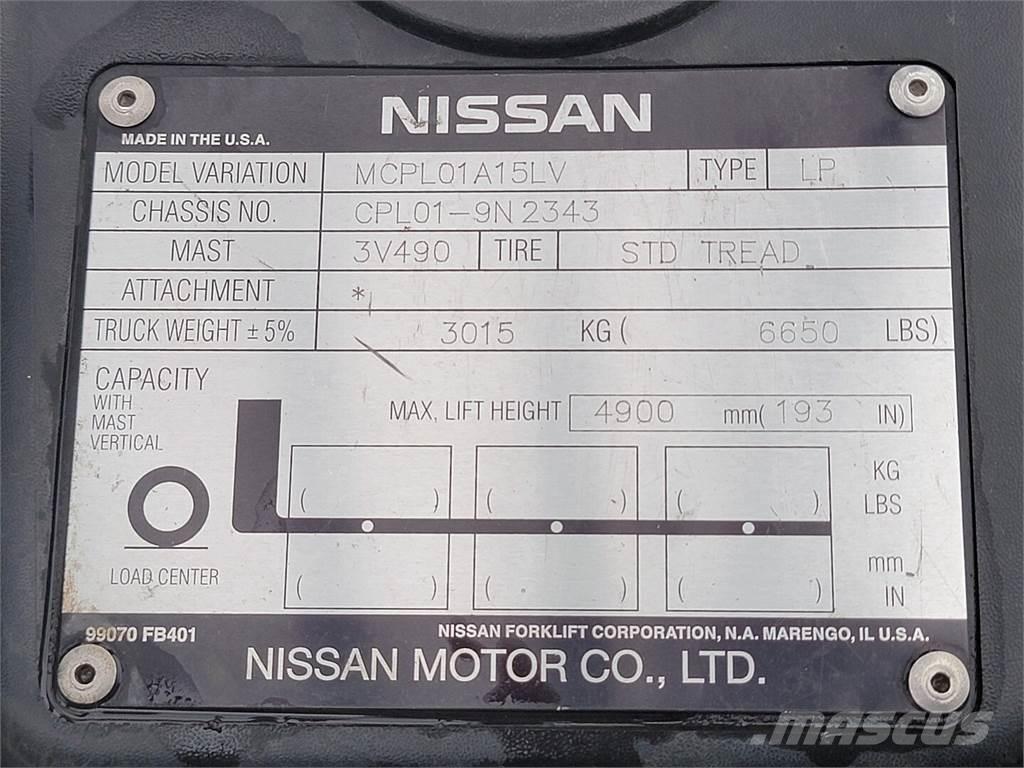 NISSAN
MADE IN THE U.S.A.
MODEL VARIATION MCPL01A15LV TYPE LP
CHASSIS NO. CPL01-9N2343
MAST 3V490 TIRE STD TREAD
ATTACHMENT *
TRUCK WEIGHT ± 5% 3015 KG ( 6650 LBS)
CAPACITY
WITH
MAST
VERTICAL
MAX, LIFT HEIGHT 4900 mm( 193 IN)
KG
( ) ( ) ( ) LBS
mm
( ) ( ) ( ) IN
LOAD CENTER
99070 FB401 NISSAN FORKLIFT CORPORATION, N.A. MARENGO, IL U.S.A.
NISSAN MOTOR CO., LTD.
mascus